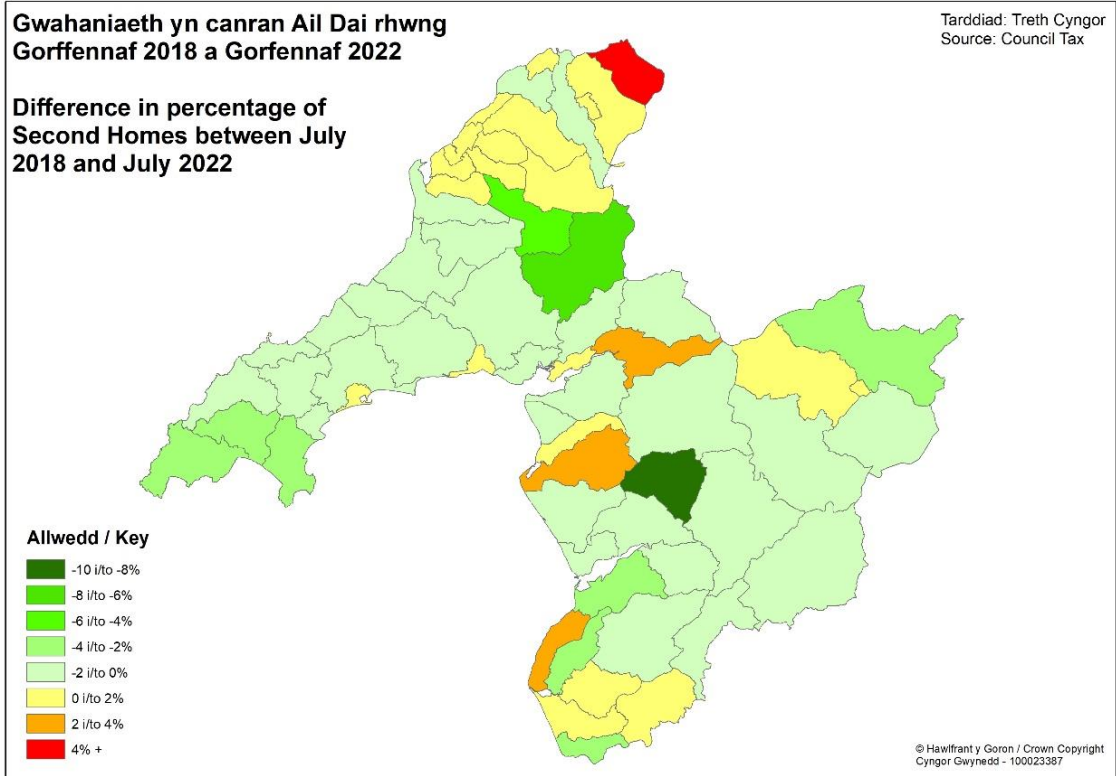 Gwahaniaeth yn canran Ail Dai rhwng
Gorffennaf 2018 a Gorfennaf 2022
Difference in percentage of
Second Homes between July
2018 and July 2022
Tarddiad: Treth Cyngor
Source: Council Tax
Allwedd / Key
-10 i/to -8%
-8 i/to -6%
-6 i/to -4%
-4 i/to -2%
-2 i/to 0%
0 i/to 2%
2 i/to 4%
4% +
© Hawlfrant y Goron / Crown Copyright
Cyngor Gwynedd - 100023387